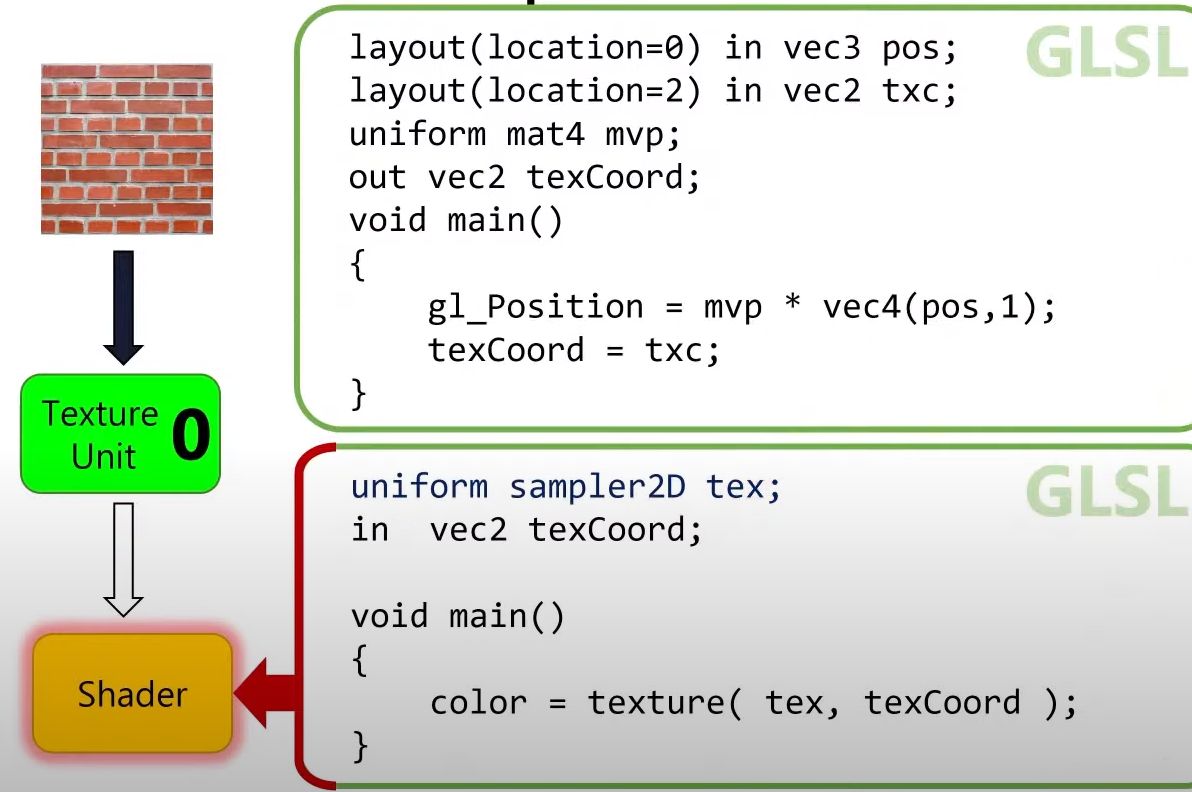 GLSL
layout(location=0) in vec3 pos;
layout(location=2) in vec2 txc;
uniform mat4 mvp;
out vec2 texCoord;
void main()
{
    gl_Position = mvp * vec4(pos,1);
    texCoord = txc;
}
Texture
Unit
0
GLSL
uniform sampler2D tex;
in  vec2 texCoord;
void main()
{
    color = texture( tex, texCoord );
}
Shader